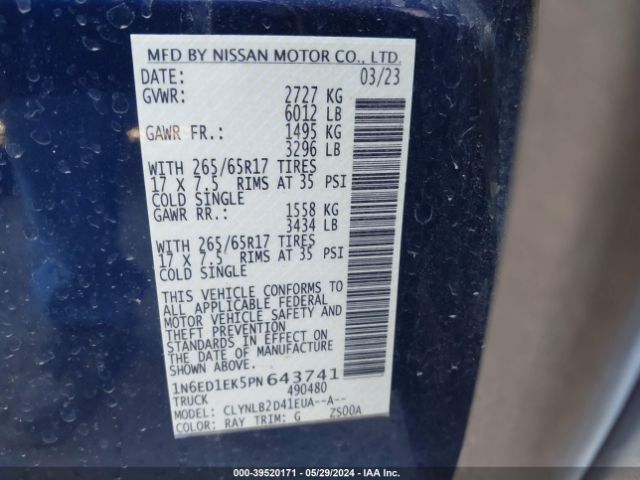 MFD BY NISSAN MOTOR CO., LTD.
DATE: 03/23
GVWR: 2727 KG
6012 LB
GAWR FR.: 1495 KG
3296 LB
WITH 265/65R17 TIRES
17 X 7.5 RIMS AT 35 PSI
COLD SINGLE
GAWR RR.: 1558 KG
3434 LB
WITH 265/65R17 TIRES
17 X 7.5 RIMS AT 35 PSI
COLD SINGLE
THIS VEHICLE CONFORMS TO
ALL APPLICABLE FEDERAL
MOTOR VEHICLE SAFETY AND
THEFT PREVENTION
STANDARDS IN EFFECT ON
THE DATE OF MANUFACTURE
SHOWN ABOVE.
1N6ED1EK5PN643741
TRUCK 490480
MODEL: CLYNLB2D41EUA--A--
COLOR: RAY TRIM: G ZS00A
000-39520171 - 05/29/2024 - IAA Inc.